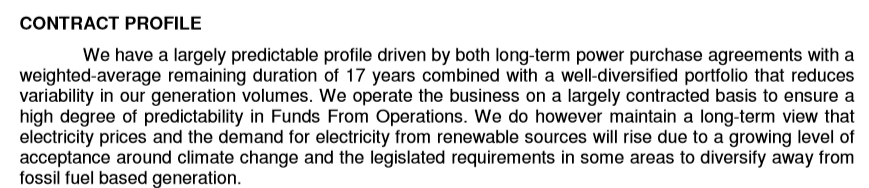 CONTRACT PROFILE
We have a largely predictable profile driven by both long-term power purchase agreements with a
weighted-average remaining duration of 17 years combined with a well-diversified portfolio that reduces
variability in our generation volumes. We operate the business on a largely contracted basis to ensure a
high degree of predictability in Funds From Operations. We do however maintain a long-term view that
electricity prices and the demand for electricity from renewable sources will rise due to a growing level of
acceptance around climate change and the legislated requirements in some areas to diversify away from
fossil fuel based generation.